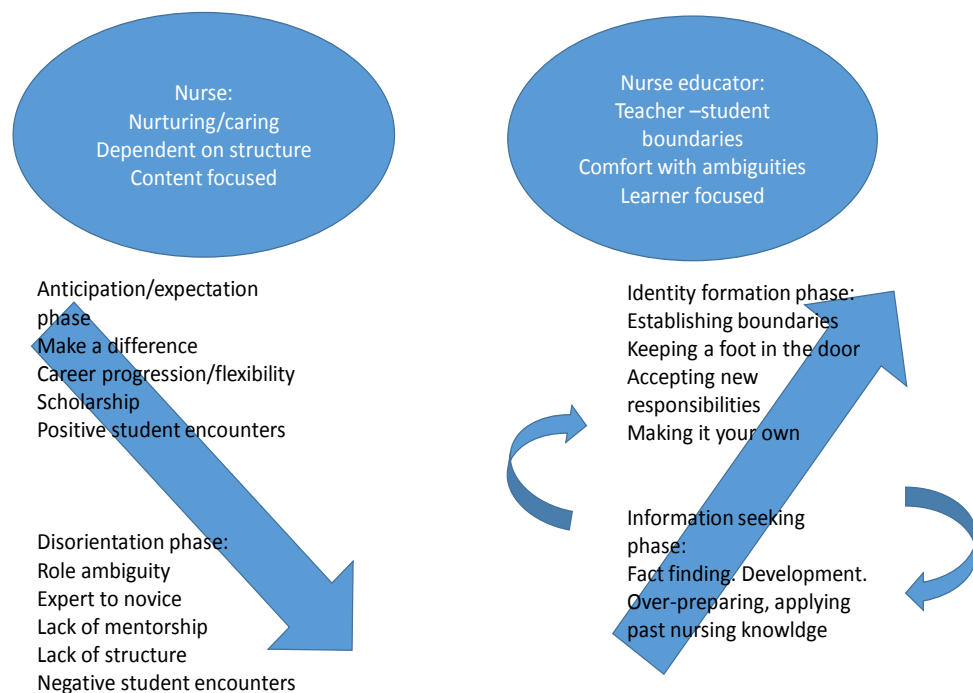 Nurse:
Nurturing/caring
Dependent on structure
Content focused
Nurse educator:
Teacher –student
boundaries
Comfort with ambiguities
Learner focused
Anticipation/expectation
phase
Make a difference
Career progression/flexibility
Scholarship
Positive student encounters
Identity formation phase:
Establishing boundaries
Keeping a foot in the door
Accepting new
responsibilities
Making it your own
Disorientation phase:
Role ambiguity
Expert to novice
Lack of mentorship
Lack of structure
Negative student encounters
Information seeking
phase:
Fact finding. Development.
Over-preparing, applying
past nursing knowldge